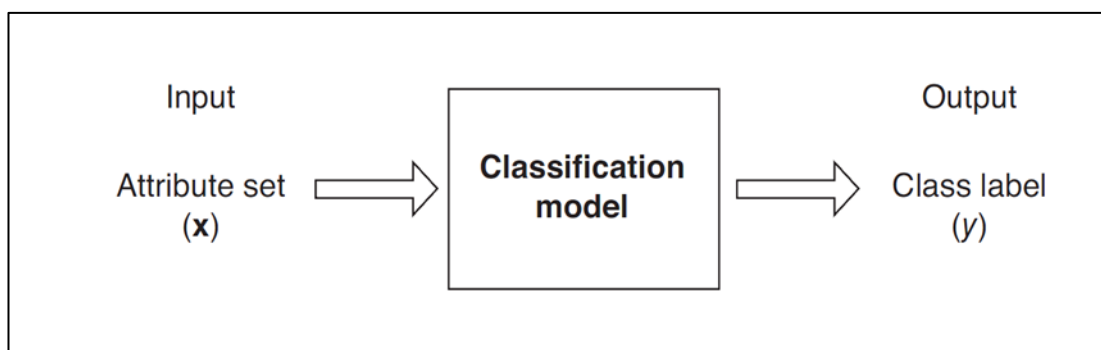 Input
Attribute set
(x)
Classification
model
Output
Class label
(y)